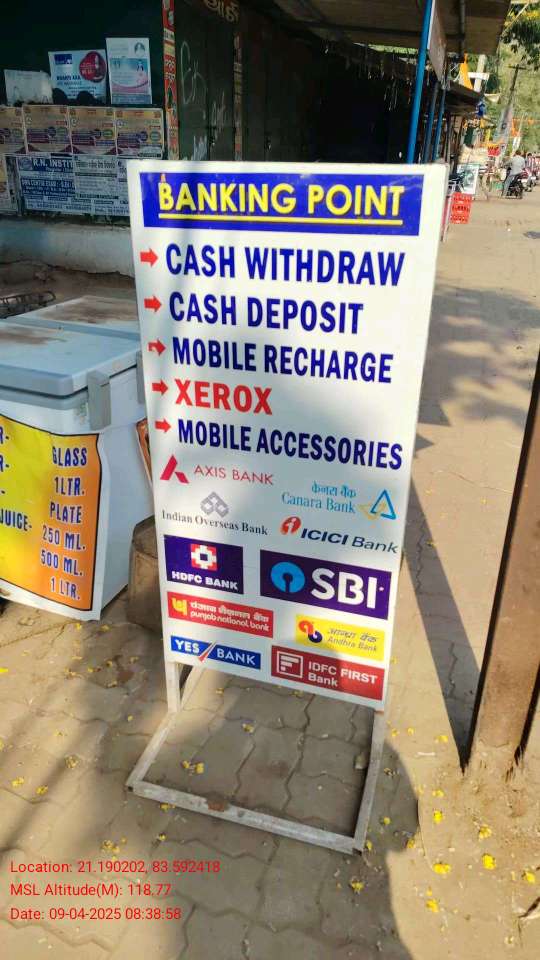 BANKING POINT
CASH WITHDRAW
CASH DEPOSIT
MOBILE RECHARGE
XEROX
MOBILE ACCESSORIES
AXIS BANK
केनरा बैंक
Canara Bank
Indian Overseas Bank
ICICI Bank
HDFC BANK
SBI
पंजाब नैशनल बैंक
punjab national bank
आन्ध्रा बैंक
Andhra Bank
YES BANK
IDFC FIRST
Bank
R.N. INSTIT
GLASS
1LTR.
JUICE- PLATE
250 ML.
500 ML.
1 LTR.
Location: 21.190202, 83.592418
MSL Altitude(M): 118.77
Date: 09-04-2025 08:38:58